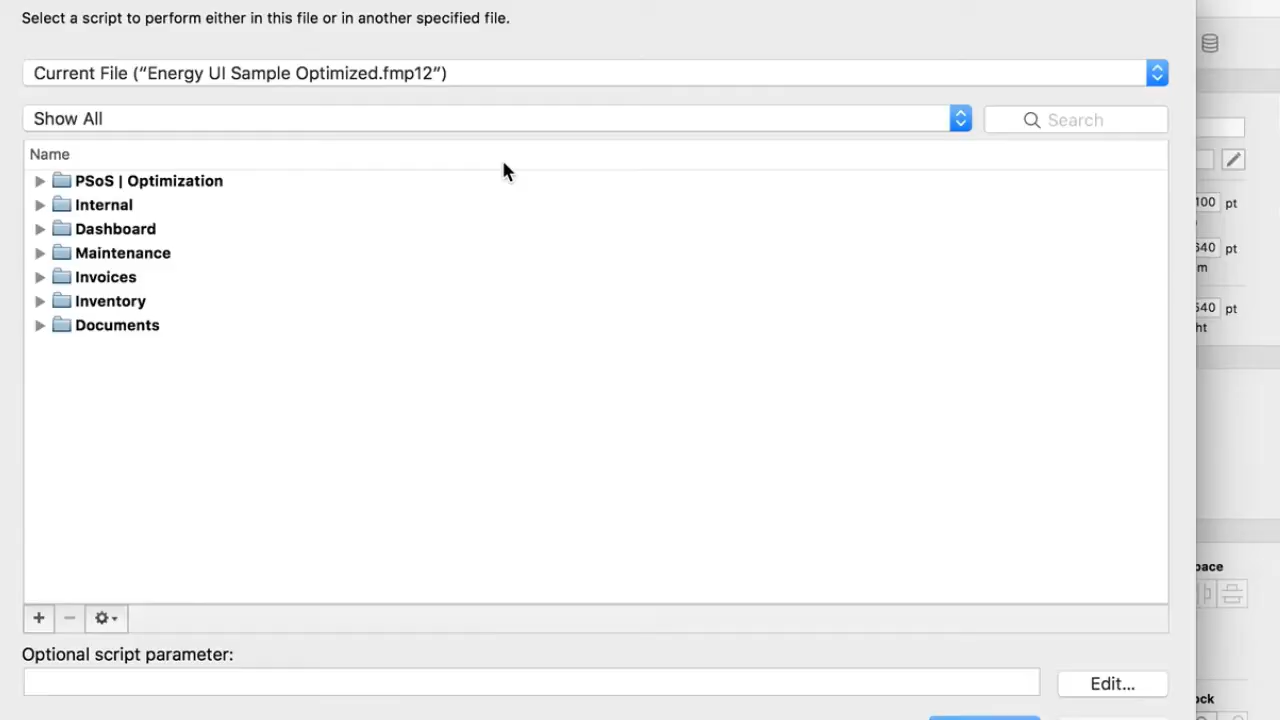 Select a script to perform either in this file or in another specified file.
Current File (“Energy UI Sample Optimized.fmp12”)
Show All
Search
Name
PSoS | Optimization
Internal
Dashboard
Maintenance
Invoices
Inventory
Documents
Optional script parameter:
Edit...
100 pt
pt
pt